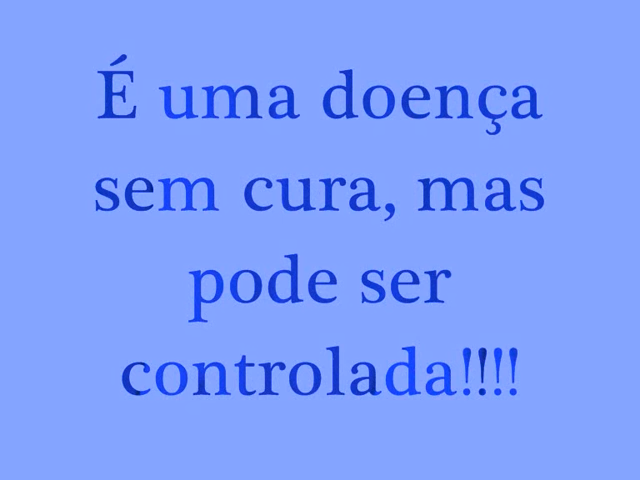 É uma doença
sem cura, mas
pode ser
controlada!!!!